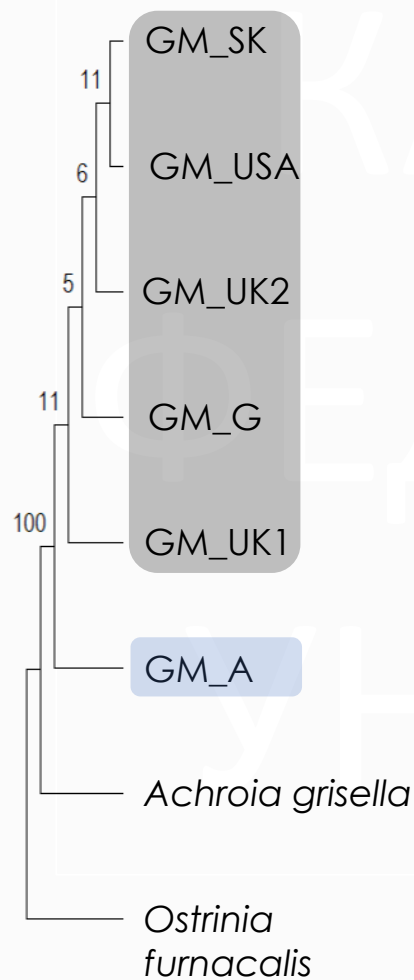 GM_SK
11
GM_USA
6
GM_UK2
5
GM_G
11
GM_UK1
100
GM_A
Achroia grisella
Ostrinia
furnacalis